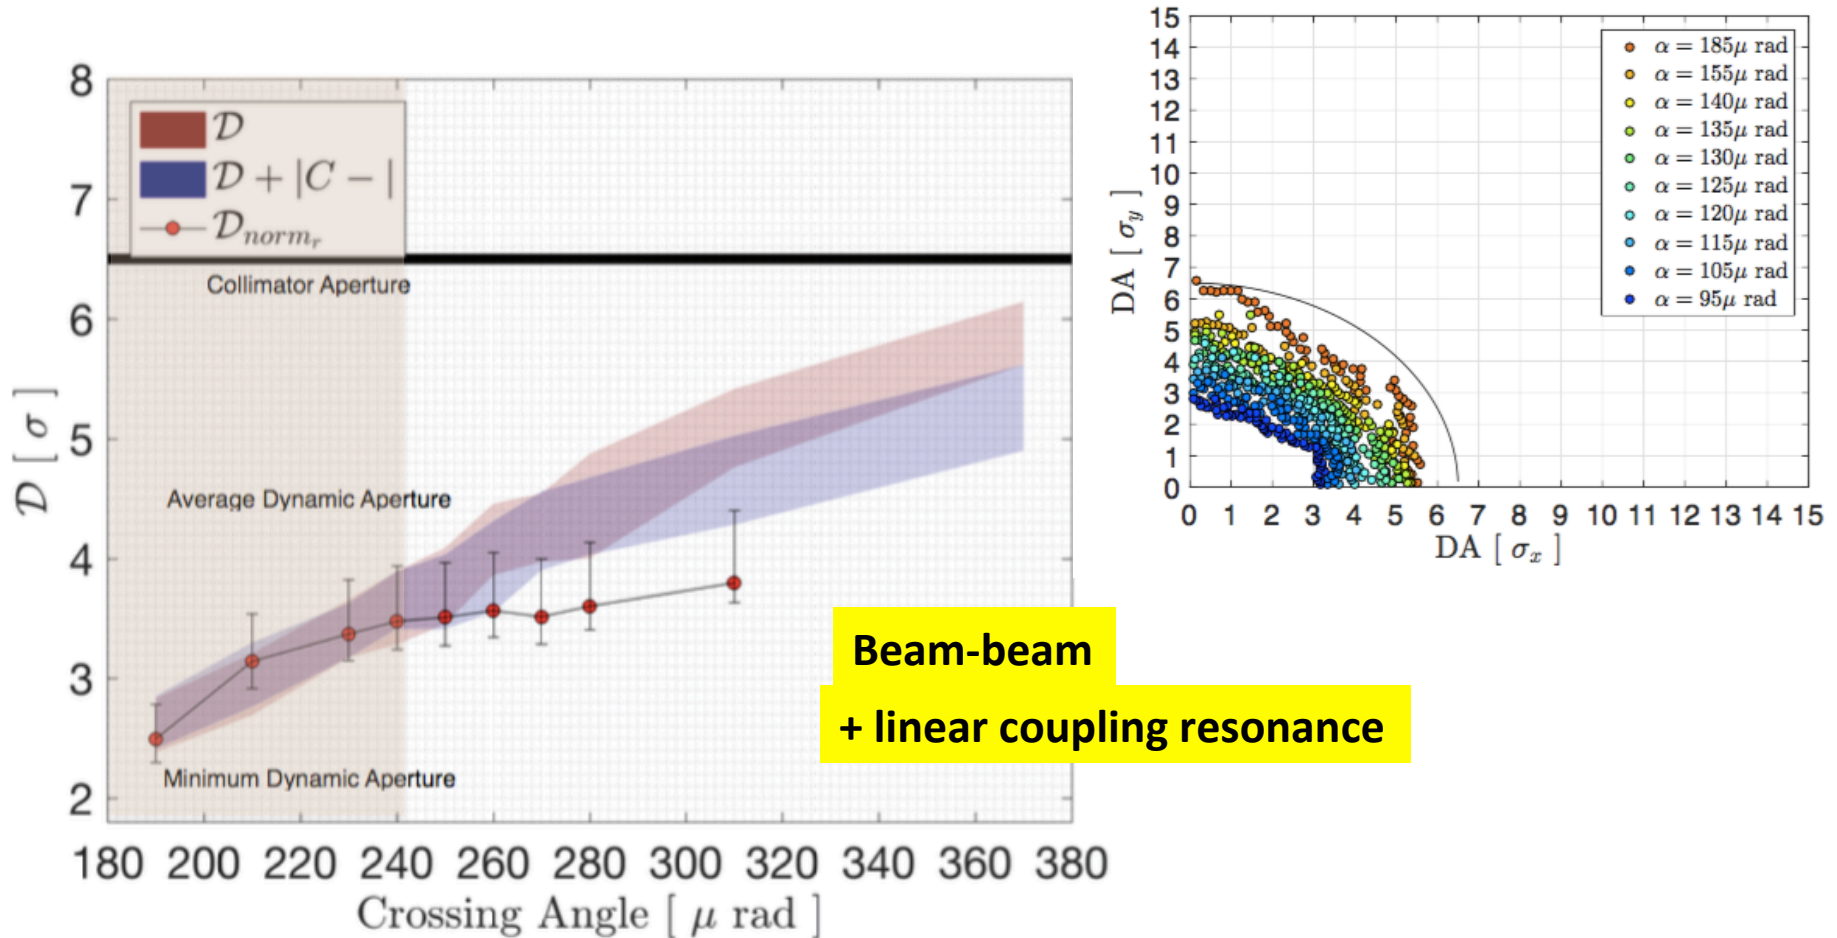 8
7
6
5
4
3
2
𝒟 [ σ ]
𝒟
𝒟 + |C − |
𝒟normᵣ
Collimator Aperture
Average Dynamic Aperture
Minimum Dynamic Aperture
180 200 220 240 260 280 300 320 340 360 380
Crossing Angle [ μ rad ]
15
14
13
12
11
10
9
8
7
6
5
4
3
2
1
0
DA [ σy ]
α = 185μ rad
α = 155μ rad
α = 140μ rad
α = 135μ rad
α = 130μ rad
α = 125μ rad
α = 120μ rad
α = 115μ rad
α = 105μ rad
α = 95μ rad
0 1 2 3 4 5 6 7 8 9 10 11 12 13 14 15
DA [ σₓ ]
Beam-beam
+ linear coupling resonance